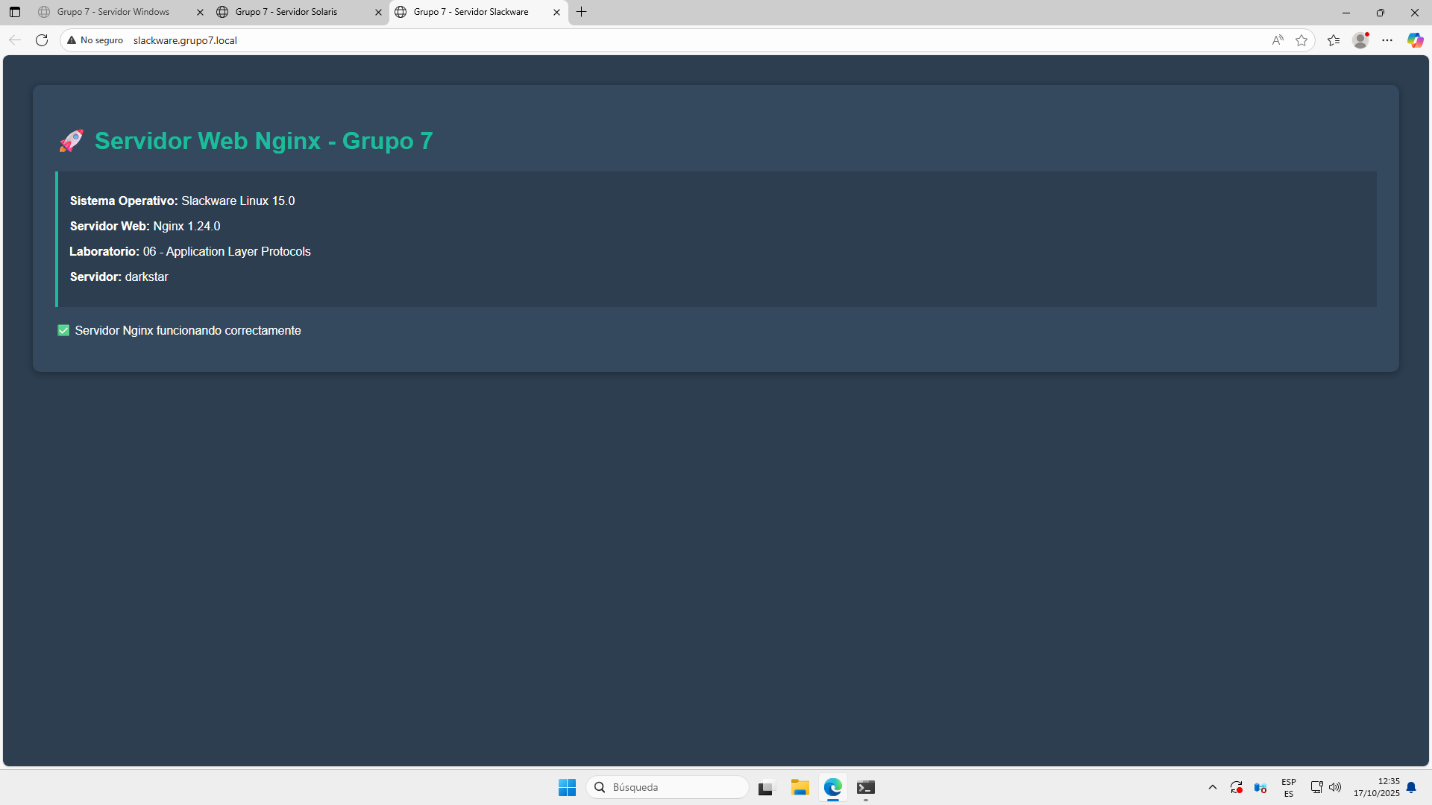 Grupo 7 - Servidor Windows
Grupo 7 - Servidor Solaris
Grupo 7 - Servidor Slackware
No seguro
slackware.grupo7.local
🚀 Servidor Web Nginx - Grupo 7
Sistema Operativo: Slackware Linux 15.0
Servidor Web: Nginx 1.24.0
Laboratorio: 06 - Application Layer Protocols
Servidor: darkstar
✅ Servidor Nginx funcionando correctamente
Búsqueda
ESP
ES
12:35
17/10/2025